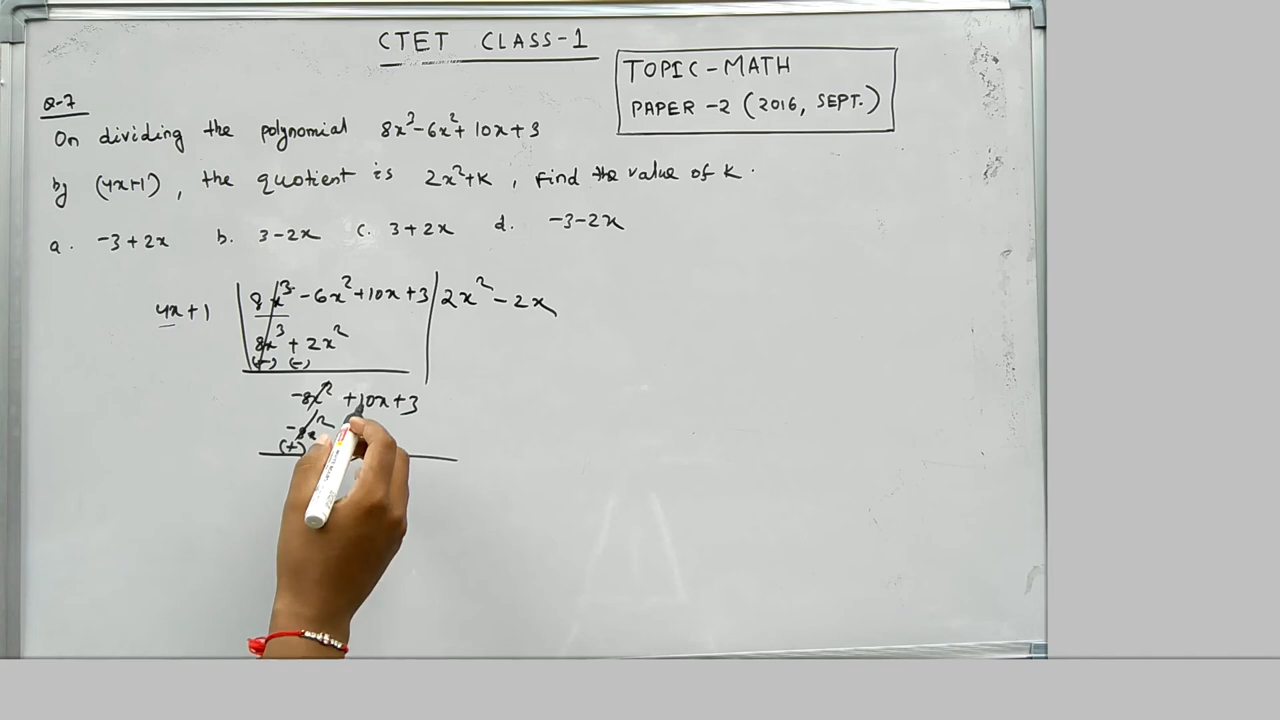 CTET CLASS-1
TOPIC-MATH
PAPER-2 (2016, SEPT.)
Q-7
On dividing the polynomial 8x³-6x²+10x+3
by (4x+1), the quotient is 2x²+k, Find the value of k.
a. -3+2x b. 3-2x c. 3+2x d. -3-2x
4x+1 8x³-6x²+10x+3 2x²-2x
8x³+2x²
(-) (-)
-8x²+10x+3
-8x²
(+)